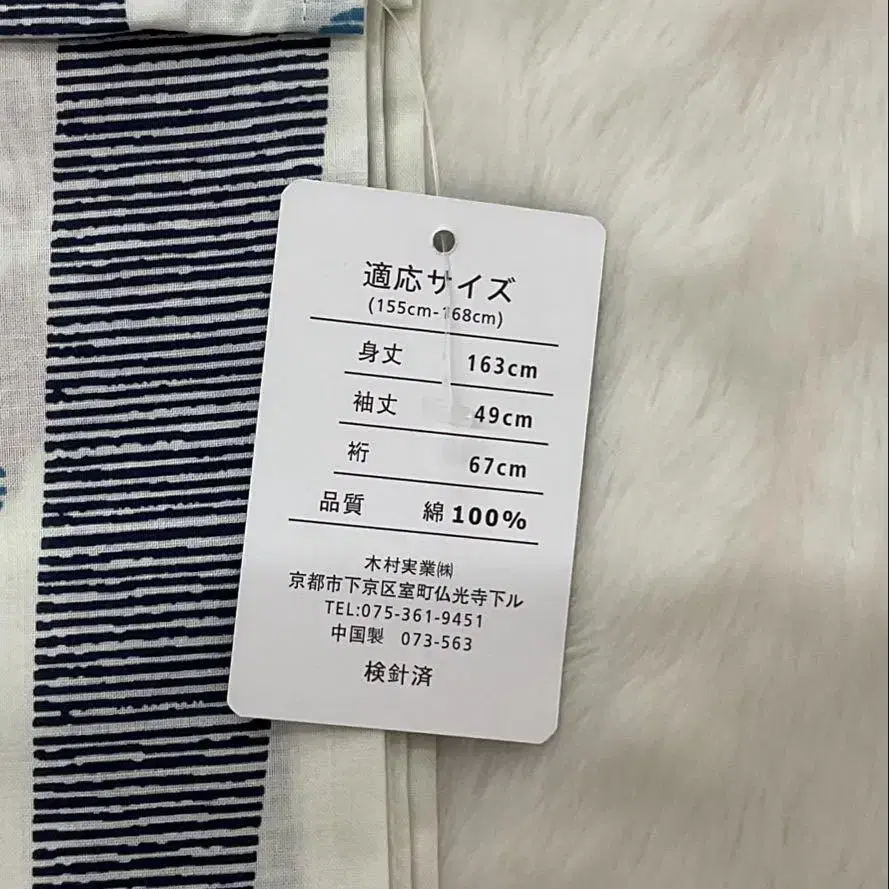 適応サイズ
(155cm-168cm)
身丈 163cm
袖丈 49cm
裄 67cm
品質 綿 100%
木村実業㈱
京都市下京区室町仏光寺下ル
TEL:075-361-9451
中国製 073-563
検針済